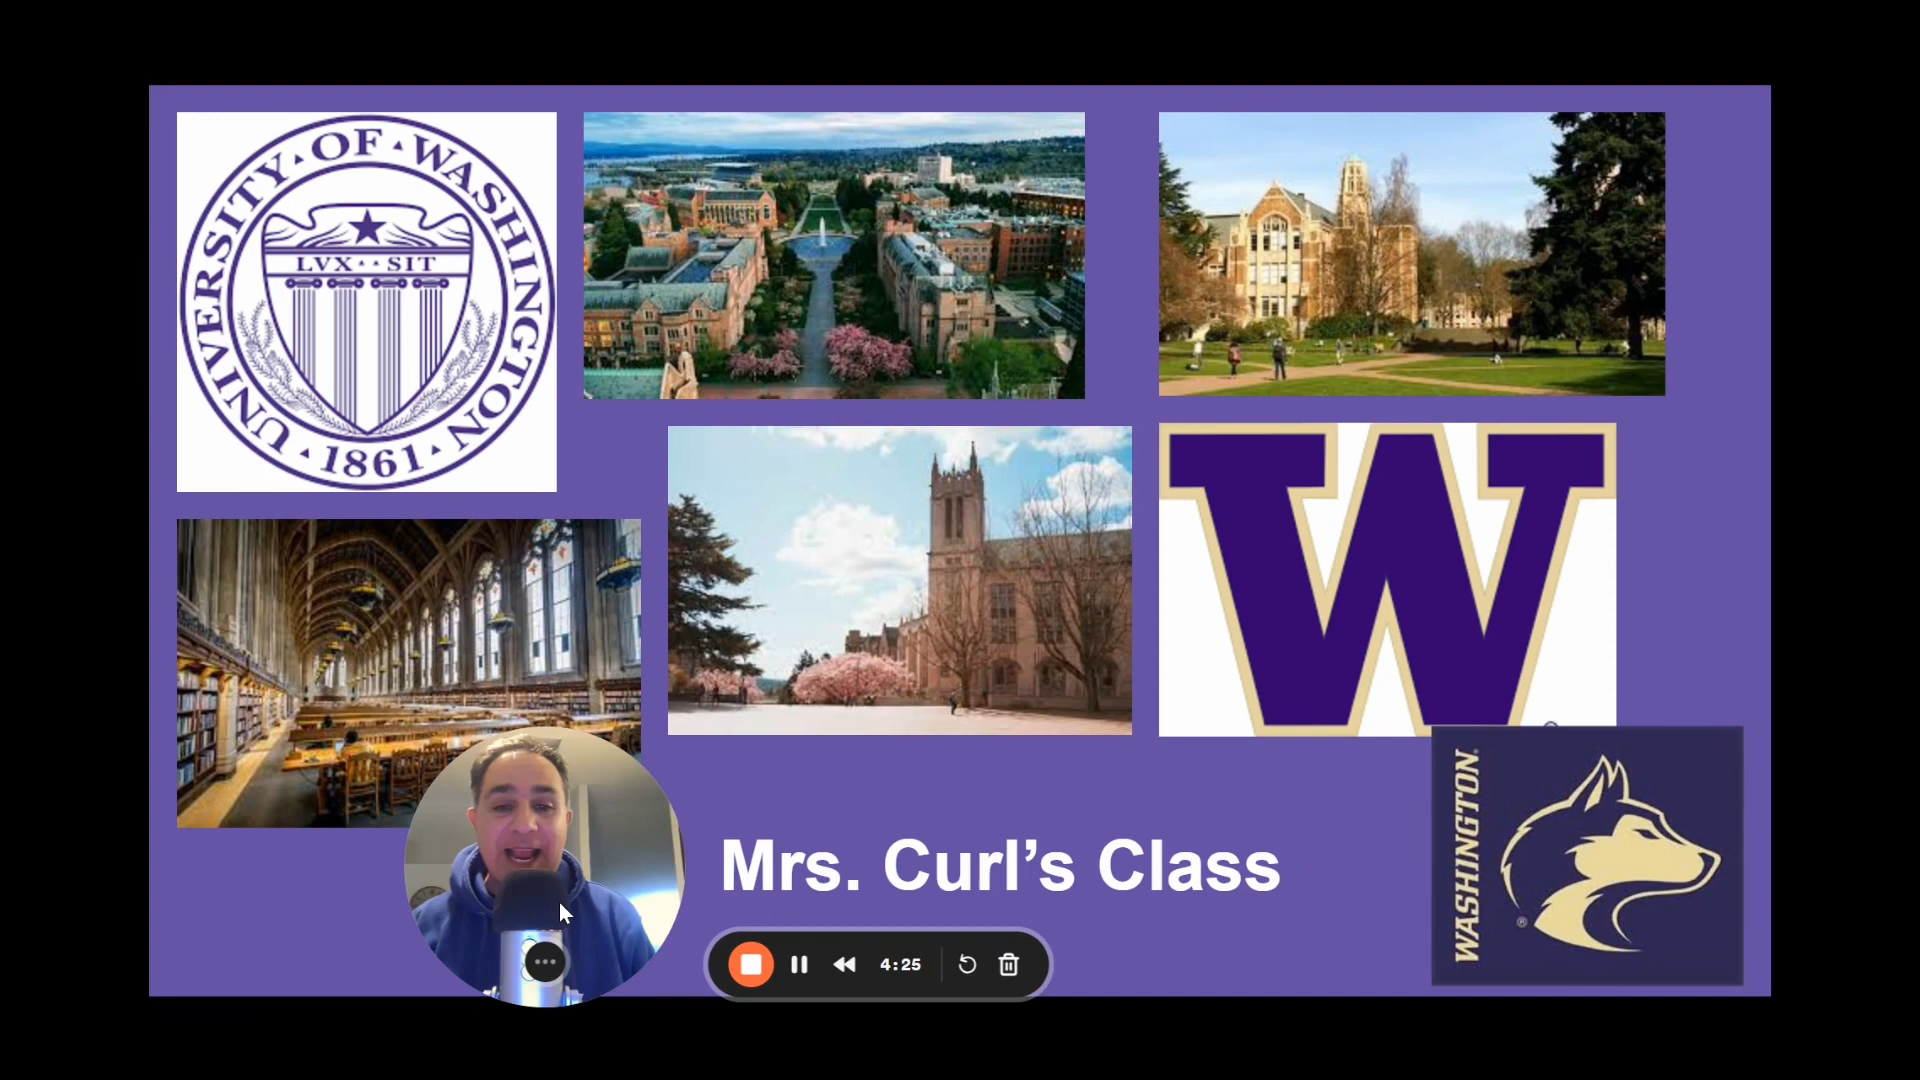 UNIVERSITY · OF · WASHINGTON
LVX SIT
1861
W
WASHINGTON
®
Mrs. Curl’s Class
4:25